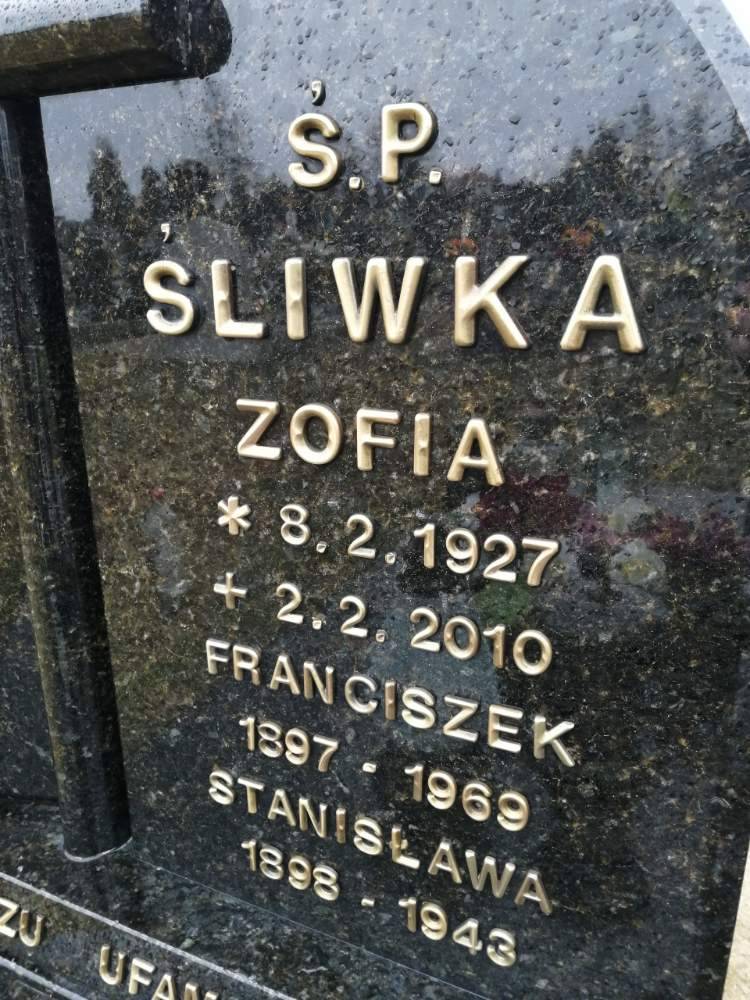 Ś.P.
ŚLIWKA
ZOFIA
* 8.2.1927
+ 2.2.2010
FRANCISZEK
1897 - 1969
STANISŁAWA
1898 - 1943